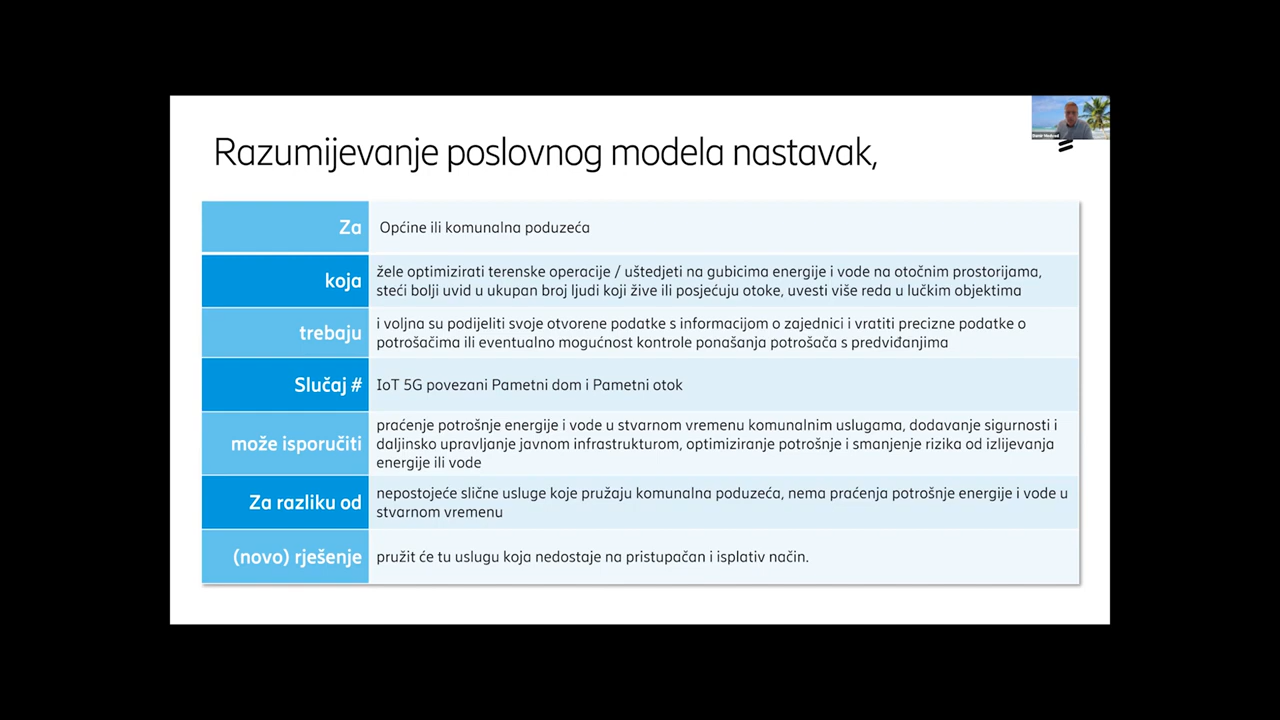 Razumijevanje poslovnog modela nastavak,
Za
Općine ili komunalna poduzeća
koja
žele optimizirati terenske operacije / uštedjeti na gubicima energije i vode na otočnim prostorijama,
steći bolji uvid u ukupan broj ljudi koji žive ili posjećuju otoke, uvesti više reda u lučkim objektima
trebaju
i voljna su podijeliti svoje otvorene podatke s informacijom o zajednici i vratiti precizne podatke o
potrošačima ili eventualno mogućnost kontrole ponašanja potrošača s predviđanjima
Slučaj #
IoT 5G povezani Pametni dom i Pametni otok
može isporučiti
praćenje potrošnje energije i vode u stvarnom vremenu komunalnim uslugama, dodavanje sigurnosti i
daljinsko upravljanje javnom infrastrukturom, optimiziranje potrošnje i smanjenje rizika od izlijevanja
energije ili vode
Za razliku od
nepostojeće slične usluge koje pružaju komunalna poduzeća, nema praćenja potrošnje energije i vode u
stvarnom vremenu
(novo) rješenje
pružit će tu uslugu koja nedostaje na pristupačan i isplativ način.